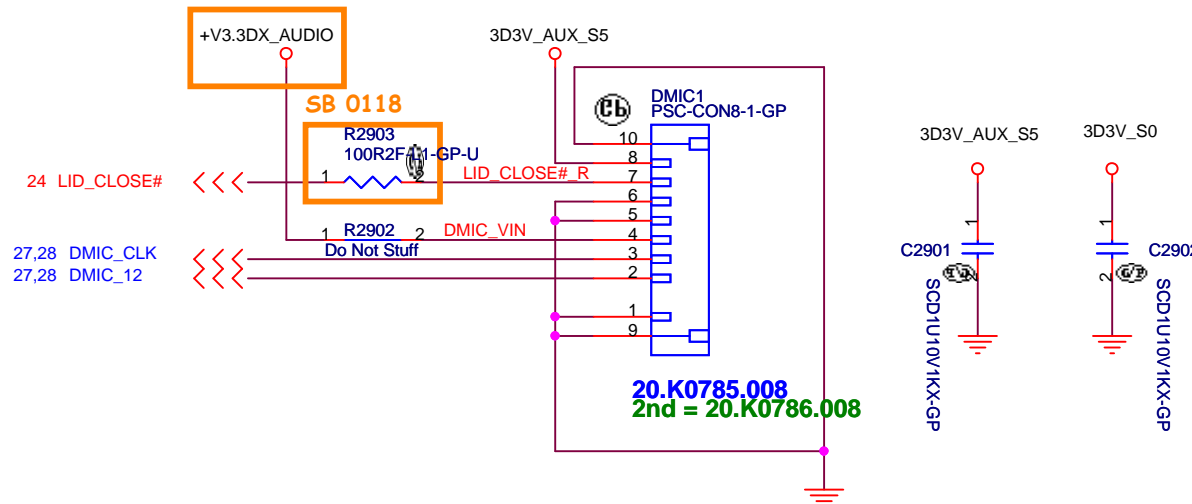 +V3.3DX_AUDIO
3D3V_AUX_S5
SB 0118
DMIC1
PSC-CON8-1-GP
R2903
24 LID_CLOSE#
1
2
LID_CLOSE#_R
10
8
7
6
5
4
3
2
1
9
1
R2902
2
DMIC_VIN
Do Not Stuff
27,28 DMIC_CLK
27,28 DMIC_12
20.K0785.008
2nd = 20.K0786.008
3D3V_AUX_S5
3D3V_S0
1
C2901
2
SCD1U10V1KX-GP
1
C2902
2
SCD1U10V1KX-GP